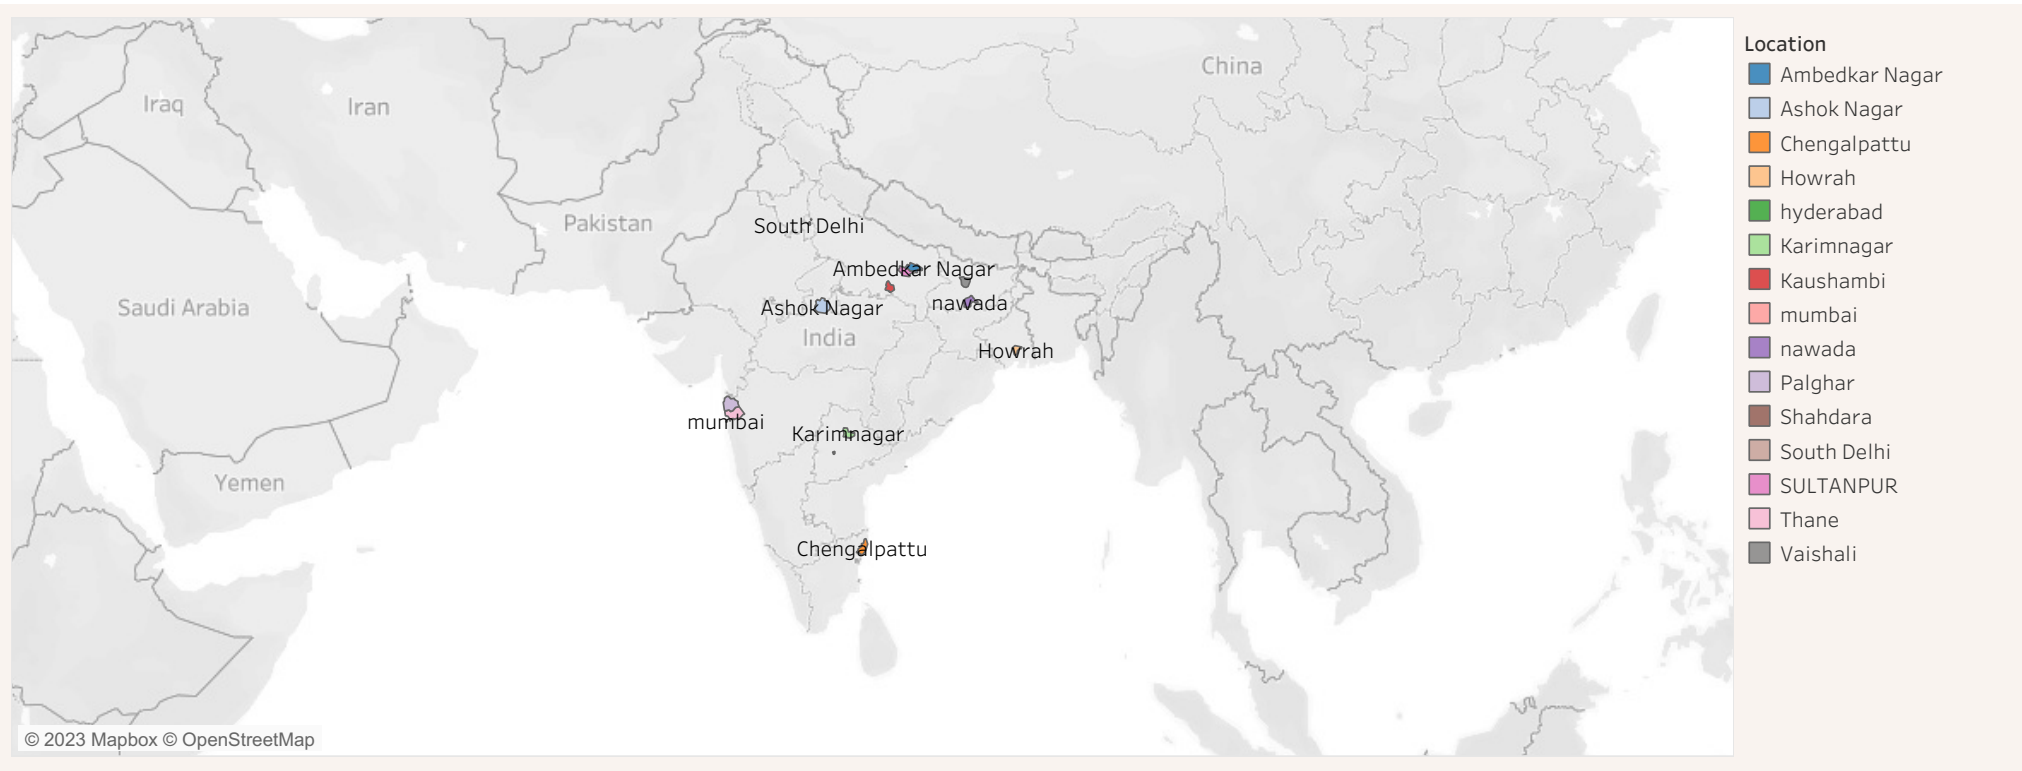 China
Iraq
Iran
Pakistan
South Delhi
Ambedkar Nagar
Saudi Arabia
Ashok Nagar
nawada
India
Howrah
mumbai
Karimnagar
Yemen
Chengalpattu
© 2023 Mapbox © OpenStreetMap
Location
Ambedkar Nagar
Ashok Nagar
Chengalpattu
Howrah
hyderabad
Karimnagar
Kaushambi
mumbai
nawada
Palghar
Shahdara
South Delhi
SULTANPUR
Thane
Vaishali